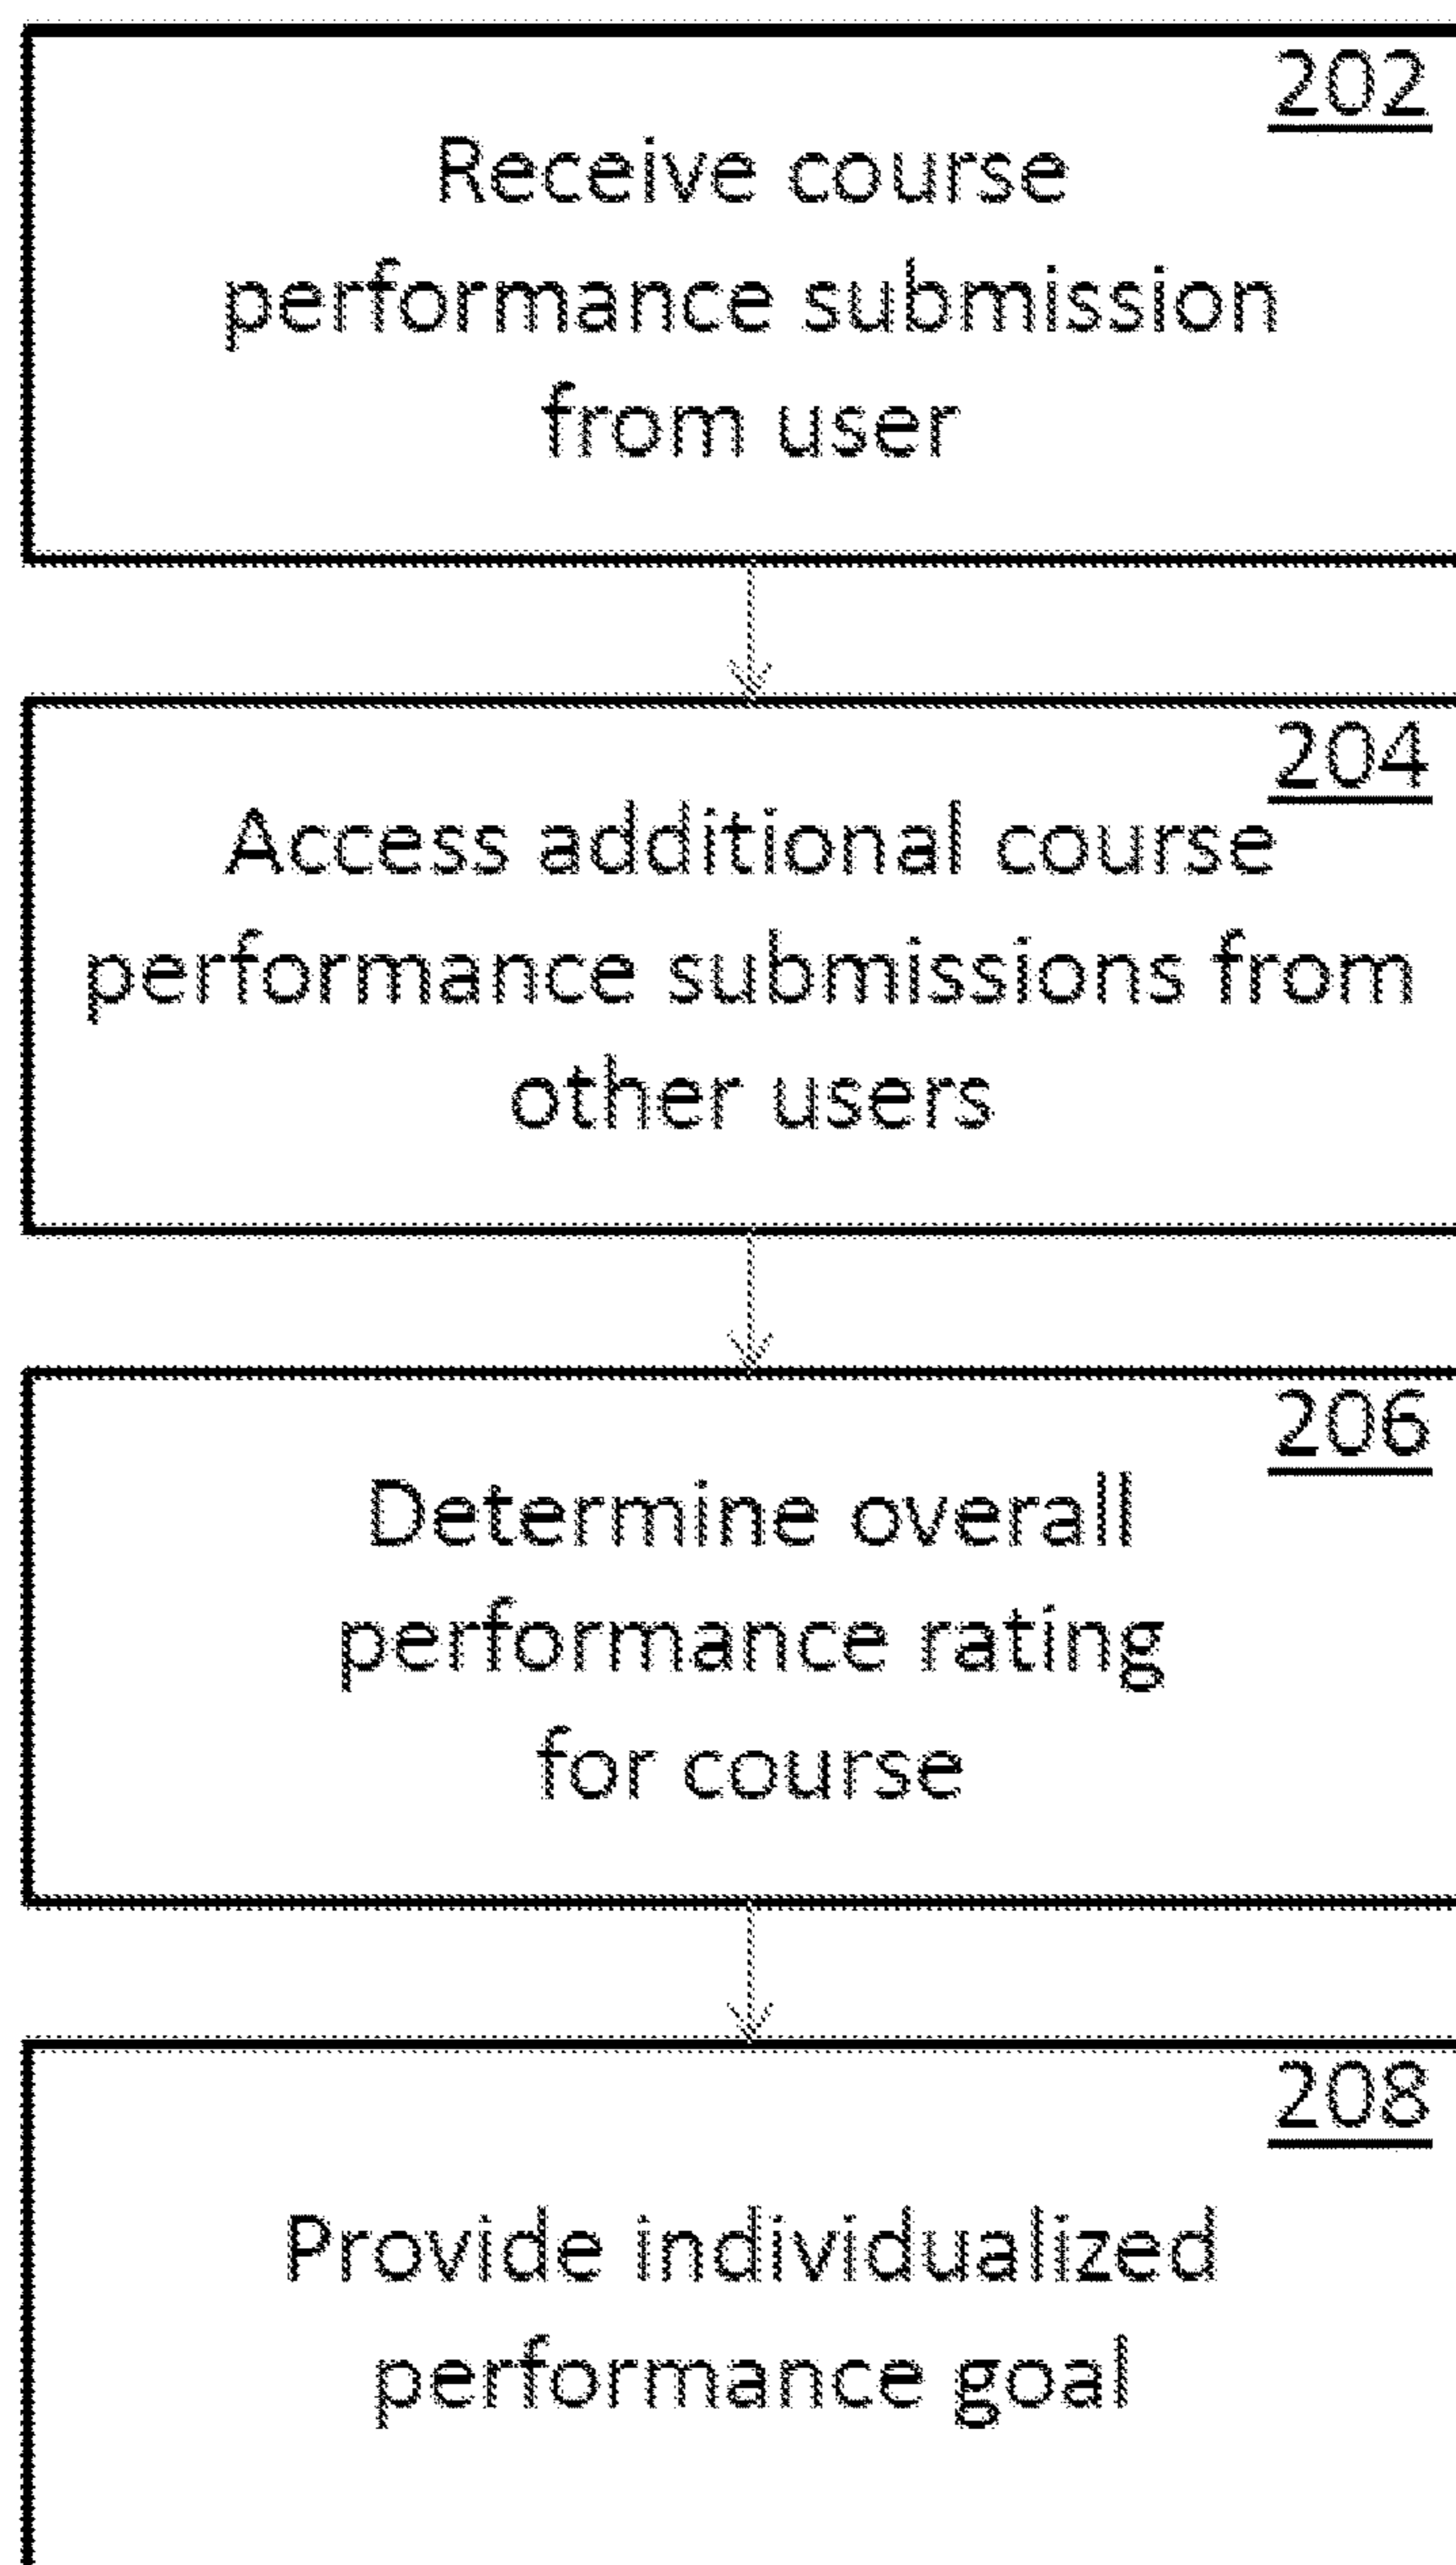 202
Receive course
performance submission
from user
204
Access additional course
performance submissions from
other users
206
Determine overall
performance rating
for course
208
Provide individualized
performance goal